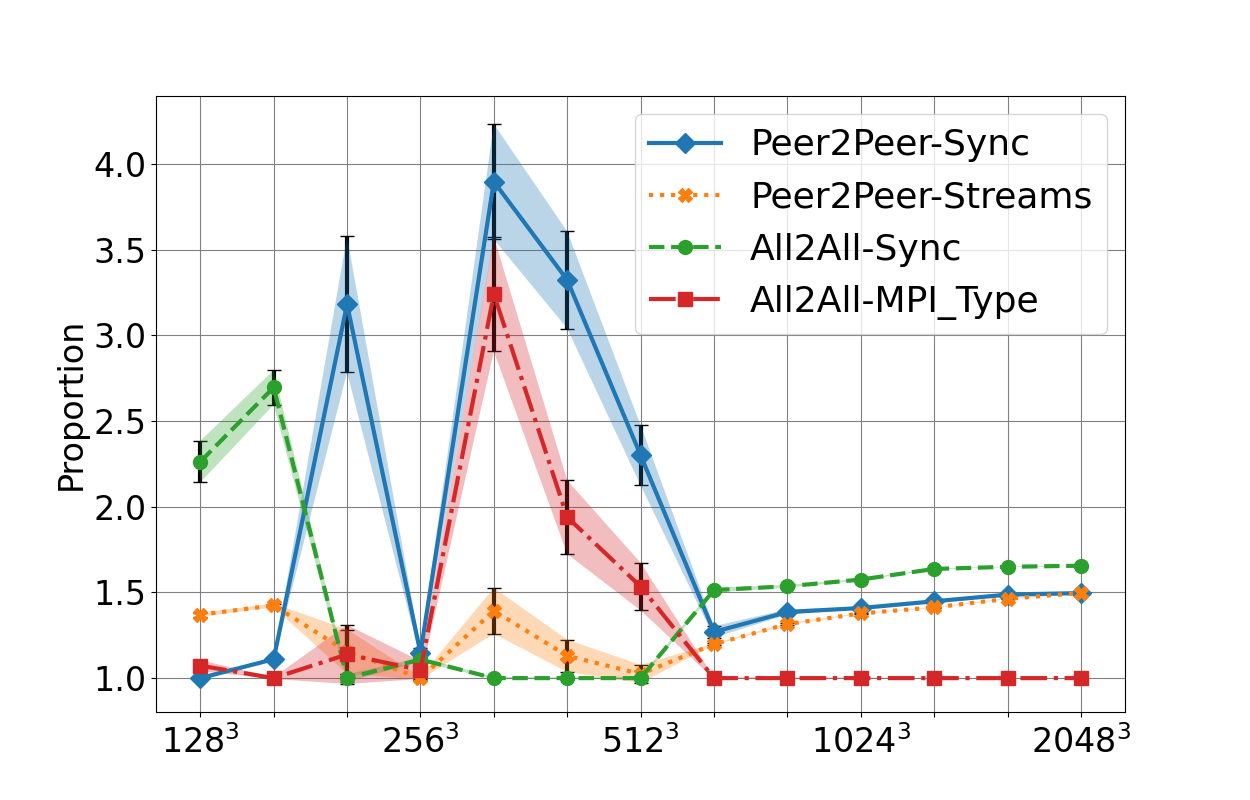 Proportion
4.0
3.5
3.0
2.5
2.0
1.5
1.0
128³
256³
512³
1024³
2048³
Peer2Peer-Sync
Peer2Peer-Streams
All2All-Sync
All2All-MPI_Type